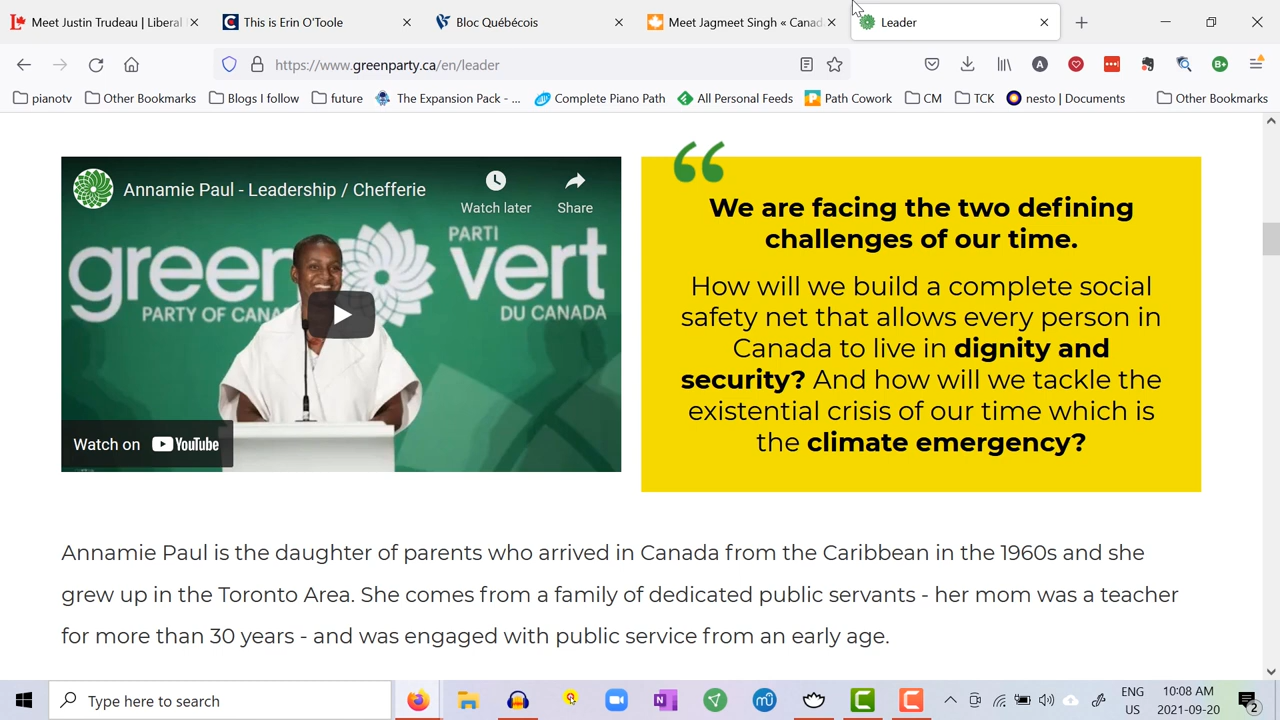 Meet Justin Trudeau | Liberal
This is Erin O'Toole
Bloc Québécois
Meet Jagmeet Singh « Canad
Leader
https://www.greenparty.ca/en/leader
pianotv
Other Bookmarks
Blogs I follow
future
The Expansion Pack - ...
Complete Piano Path
All Personal Feeds
Path Cowork
CM
TCK
nesto | Documents
Other Bookmarks
Annamie Paul - Leadership / Chefferie
Watch later
Share
green
PARTY OF CANA
PARTI
vert
DU CANADA
Watch on YouTube
We are facing the two defining
challenges of our time.
How will we build a complete social
safety net that allows every person in
Canada to live in dignity and
security? And how will we tackle the
existential crisis of our time which is
the climate emergency?
Annamie Paul is the daughter of parents who arrived in Canada from the Caribbean in the 1960s and she
grew up in the Toronto Area. She comes from a family of dedicated public servants - her mom was a teacher
for more than 30 years - and was engaged with public service from an early age.
Type here to search
ENG
US
10:08 AM
2021-09-20
2